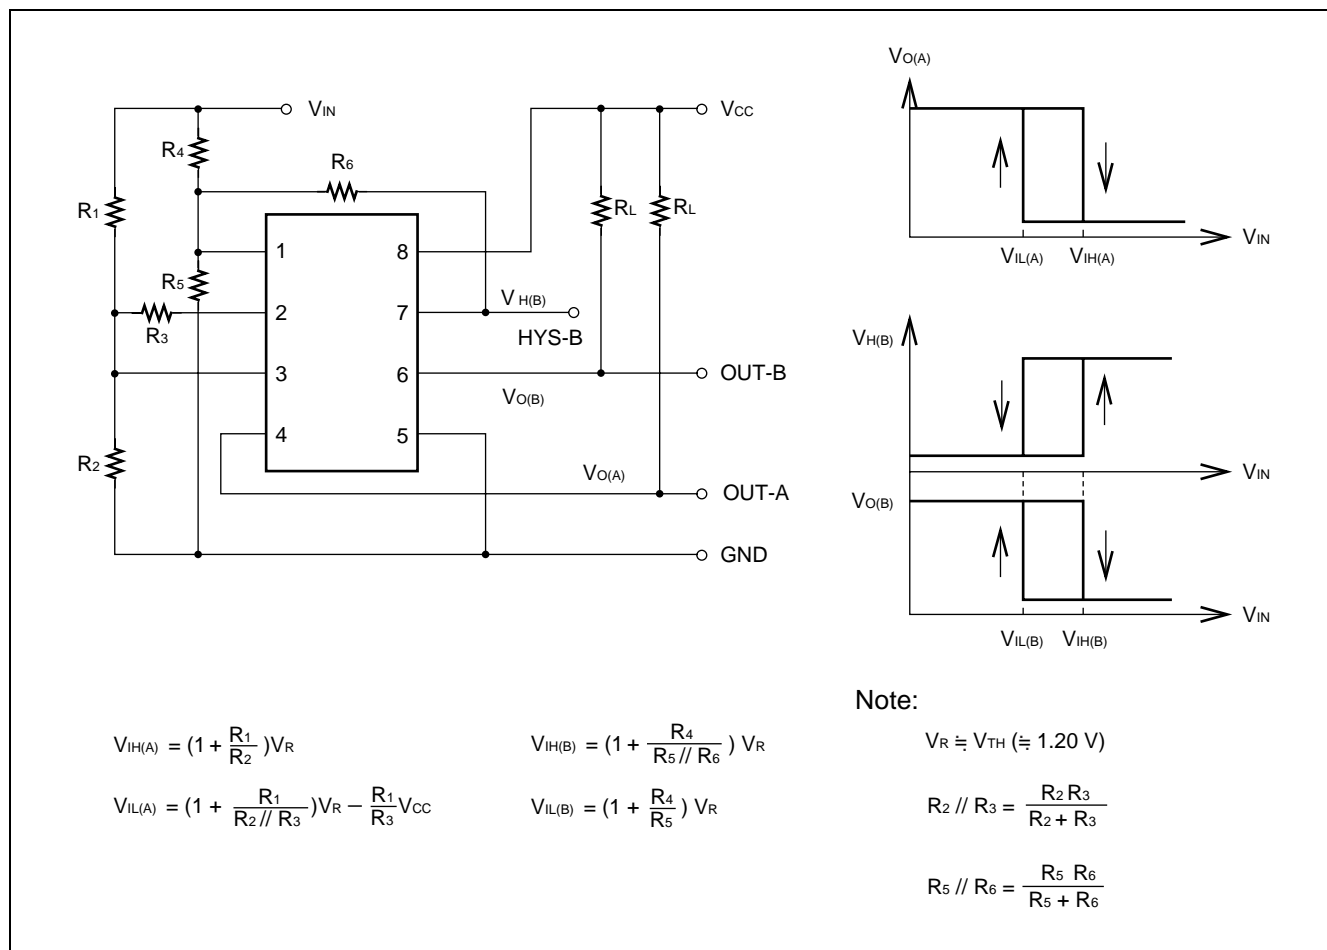 VIN
VCC
R4
R6
R1
RL
RL
1
8
R5
2
7
VH(B)
R3
HYS-B
3
6
OUT-B
VO(B)
4
5
R2
VO(A)
OUT-A
GND
VO(A)
VIN
VIL(A)
VIH(A)
VH(B)
VIN
VO(B)
VIN
VIL(B)
VIH(B)
VIH(A) = (1 + R1/R2)VR
VIL(A) = (1 + R1/(R2 // R3))VR − R1/R3 VCC
VIH(B) = (1 + R4/(R5 // R6)) VR
VIL(B) = (1 + R4/R5) VR
Note:
VR ≒ VTH (≒ 1.20 V)
R2 // R3 = R2 R3/(R2 + R3)
R5 // R6 = R5 R6/(R5 + R6)